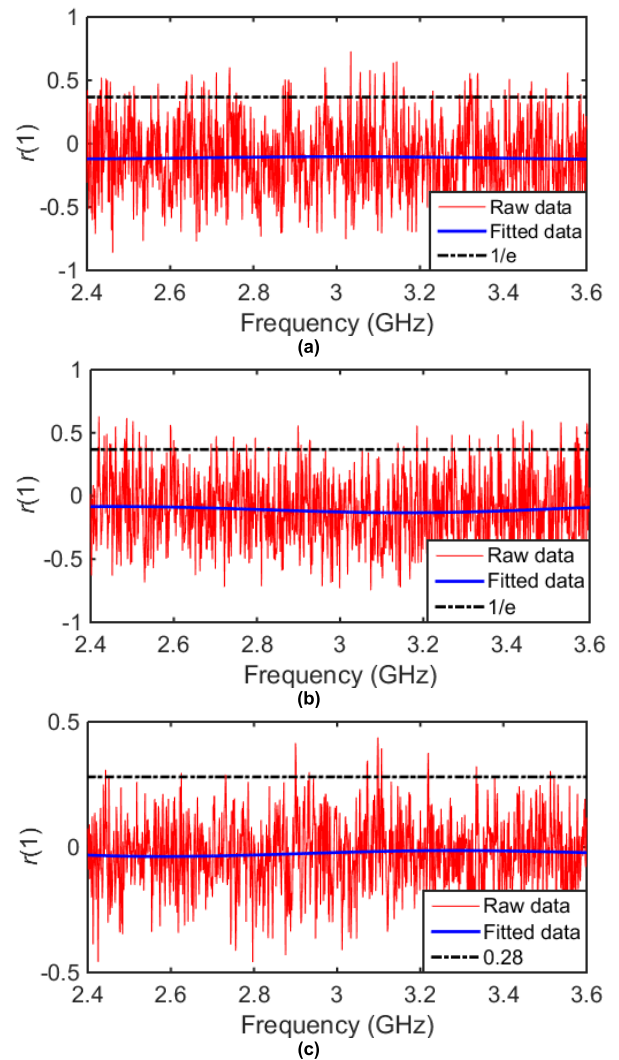 1
0.5
0
-0.5
-1
r(1)
Raw data
Fitted data
1/e
2.4 2.6 2.8 3 3.2 3.4 3.6
Frequency (GHz)
(a)
1
0.5
0
-0.5
-1
r(1)
Raw data
Fitted data
1/e
2.4 2.6 2.8 3 3.2 3.4 3.6
Frequency (GHz)
(b)
0.5
0
-0.5
r(1)
Raw data
Fitted data
0.28
2.4 2.6 2.8 3 3.2 3.4 3.6
Frequency (GHz)
(c)